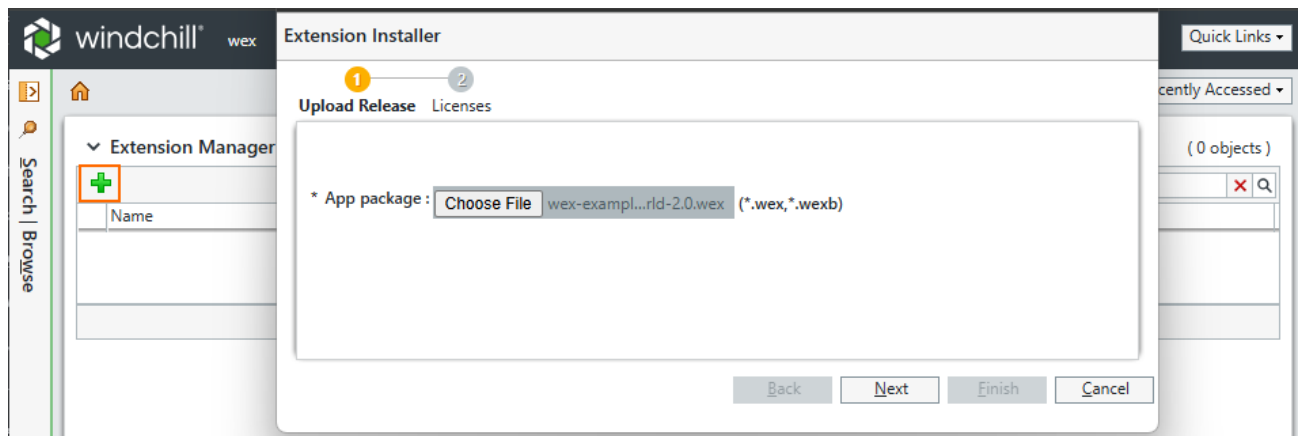 windchill® wex
Extension Installer
Quick Links
1 2
Upload Release Licenses
cently Accessed
Search | Browse
Extension Manager
( 0 objects )
Name
* App package : Choose File wex-exampl...rld-2.0.wex (*.wex,*.wexb)
Back Next Finish Cancel